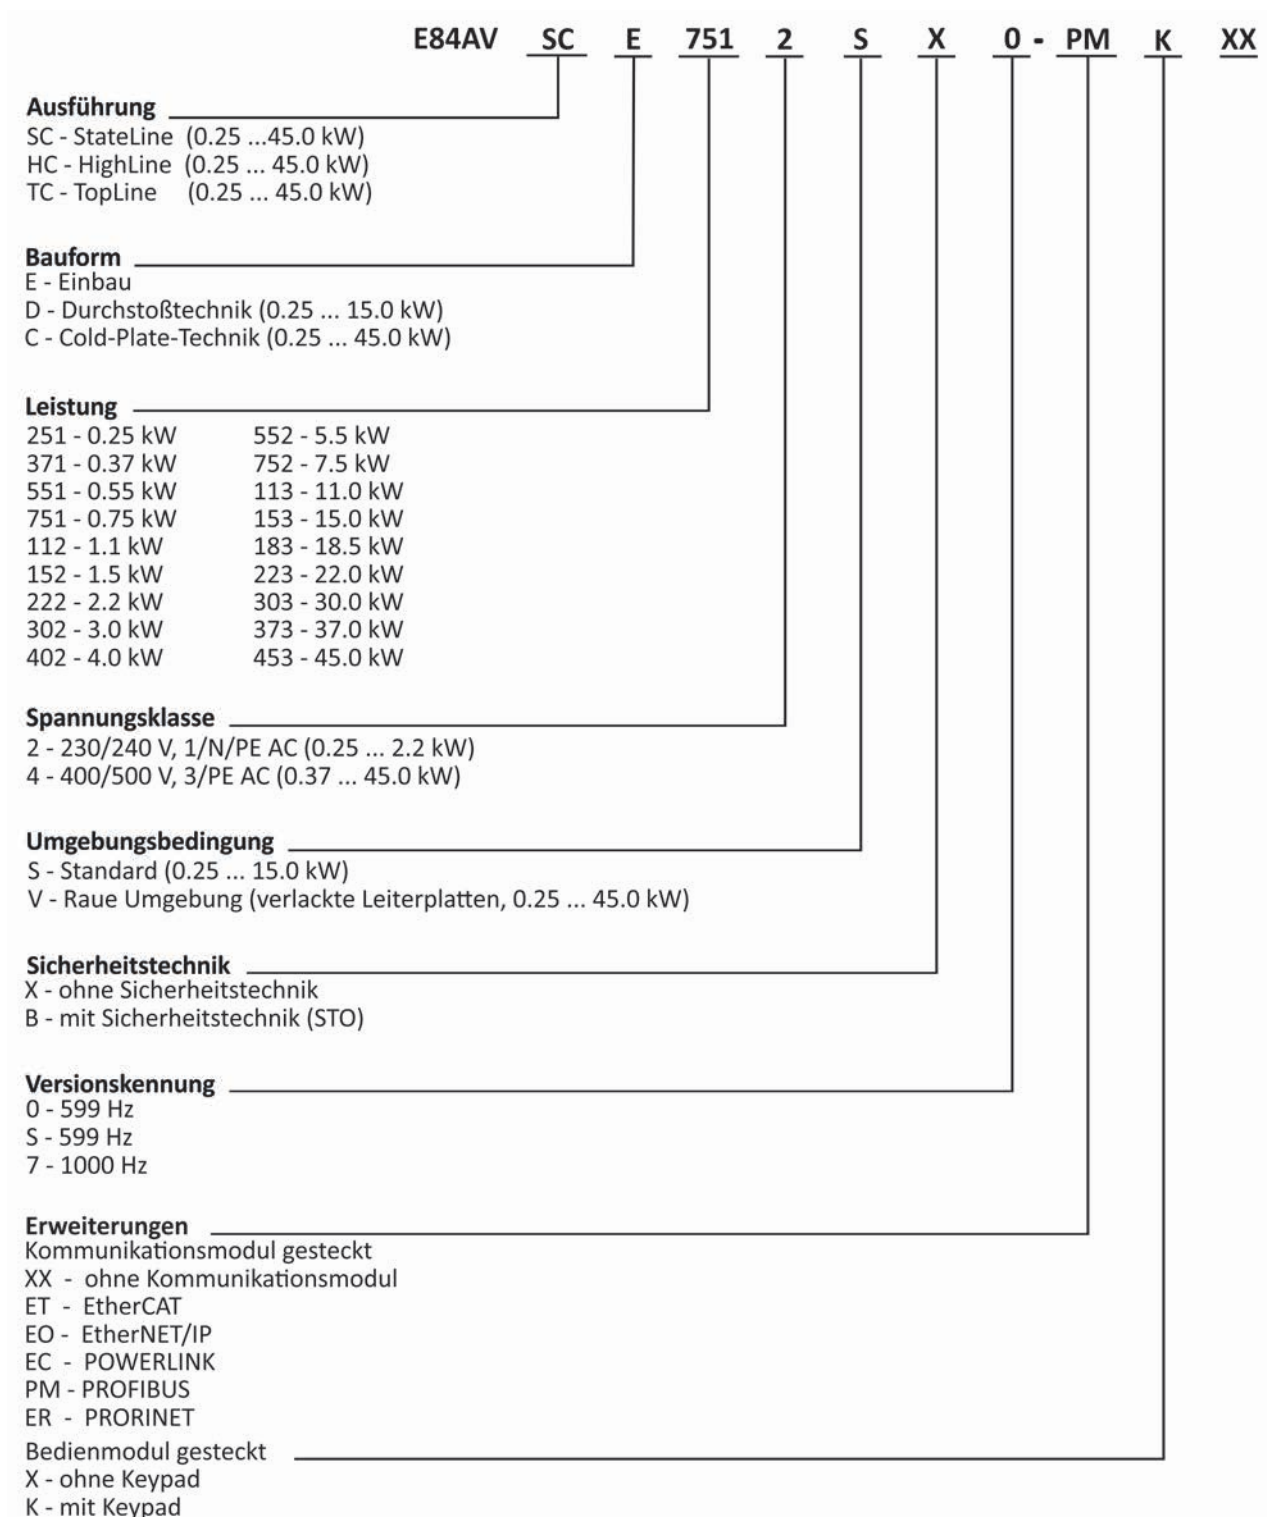 E84AV SC E 751 2 S X 0 - PM K XX
Ausführung
SC - StateLine (0.25 ...45.0 kW)
HC - HighLine (0.25 ... 45.0 kW)
TC - TopLine (0.25 ... 45.0 kW)
Bauform
E - Einbau
D - Durchstoßtechnik (0.25 ... 15.0 kW)
C - Cold-Plate-Technik (0.25 ... 45.0 kW)
Leistung
251 - 0.25 kW 552 - 5.5 kW
371 - 0.37 kW 752 - 7.5 kW
551 - 0.55 kW 113 - 11.0 kW
751 - 0.75 kW 153 - 15.0 kW
112 - 1.1 kW 183 - 18.5 kW
152 - 1.5 kW 223 - 22.0 kW
222 - 2.2 kW 303 - 30.0 kW
302 - 3.0 kW 373 - 37.0 kW
402 - 4.0 kW 453 - 45.0 kW
Spannungsklasse
2 - 230/240 V, 1/N/PE AC (0.25 ... 2.2 kW)
4 - 400/500 V, 3/PE AC (0.37 ... 45.0 kW)
Umgebungsbedingung
S - Standard (0.25 ... 15.0 kW)
V - Raue Umgebung (verlackte Leiterplatten, 0.25 ... 45.0 kW)
Sicherheitstechnik
X - ohne Sicherheitstechnik
B - mit Sicherheitstechnik (STO)
Versionskennung
0 - 599 Hz
S - 599 Hz
7 - 1000 Hz
Erweiterungen
Kommunikationsmodul gesteckt
XX - ohne Kommunikationsmodul
ET - EtherCAT
EO - EtherNET/IP
EC - POWERLINK
PM - PROFIBUS
ER - PRORINET
Bedienmodul gesteckt
X - ohne Keypad
K - mit Keypad